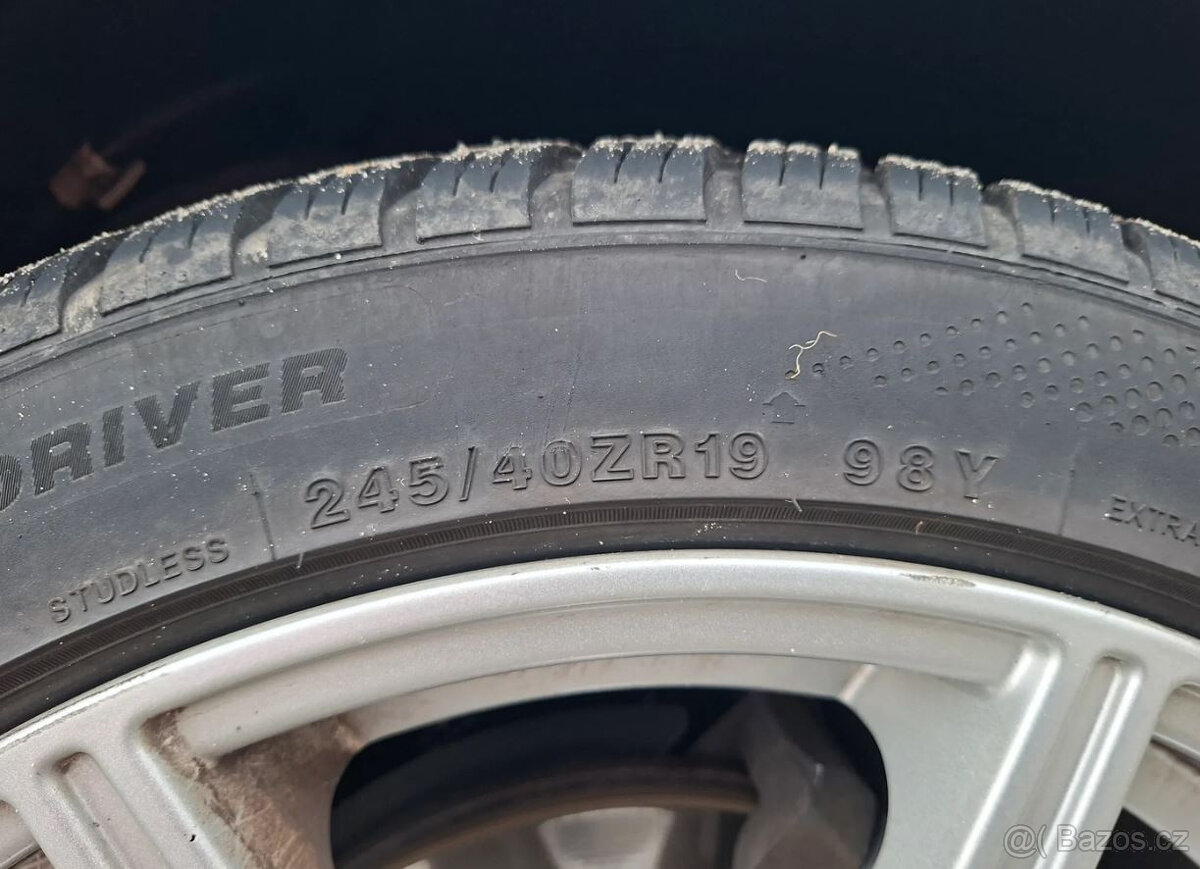 DRIVER
245/40ZR19 98Y
STUDLESS
EXTRA
Bazos.cz